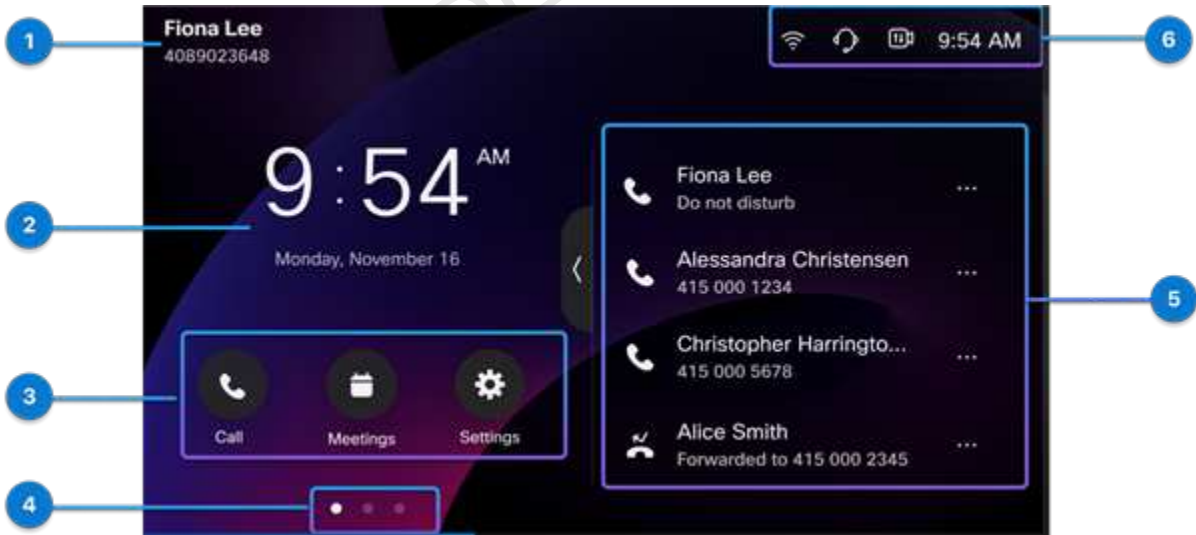 1
Fiona Lee
4089023648
9:54 AM
6
9:54 AM
Monday, November 16
2
Fiona Lee
Do not disturb
Alessandra Christensen
415 000 1234
Christopher Harringto...
415 000 5678
Alice Smith
Forwarded to 415 000 2345
5
3
Call
Meetings
Settings
4